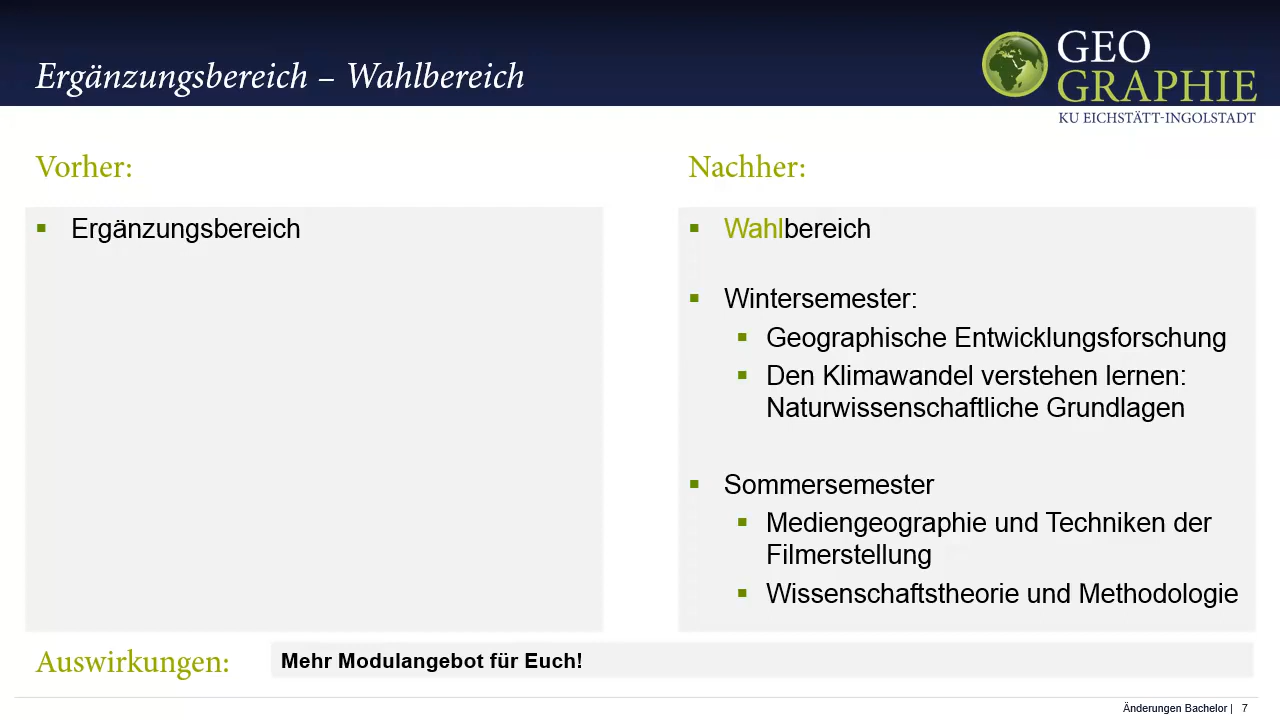 Ergänzungsbereich – Wahlbereich
GEO
GRAPHIE
KU EICHSTÄTT-INGOLSTADT
Vorher:
▪ Ergänzungsbereich
Nachher:
▪ Wahlbereich
▪ Wintersemester:
▪ Geographische Entwicklungsforschung
▪ Den Klimawandel verstehen lernen:
Naturwissenschaftliche Grundlagen
▪ Sommersemester
▪ Mediengeographie und Techniken der
Filmerstellung
▪ Wissenschaftstheorie und Methodologie
Auswirkungen:
Mehr Modulangebot für Euch!
Änderungen Bachelor | 7